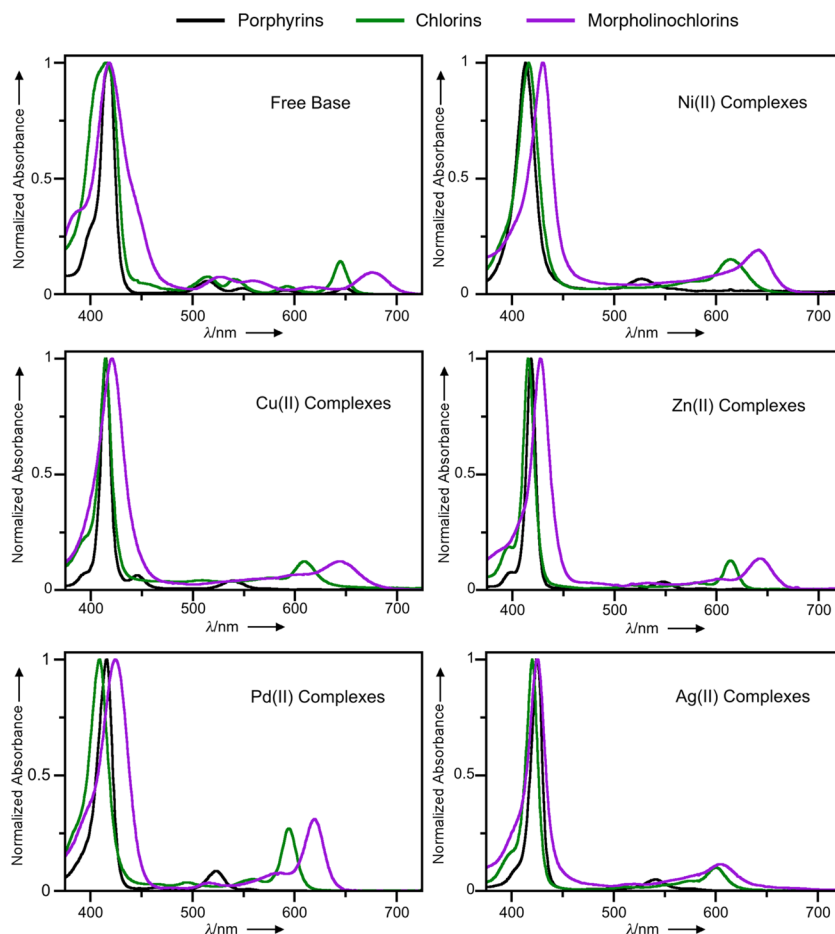 Porphyrins Chlorins Morpholinochlorins
Free Base
Normalized Absorbance
1
0.5
0
400 500 600 700
λ/nm
Ni(II) Complexes
Normalized Absorbance
1
0.5
0
400 500 600 700
λ/nm
Cu(II) Complexes
Normalized Absorbance
1
0.5
0
400 500 600 700
λ/nm
Zn(II) Complexes
Normalized Absorbance
1
0.5
0
400 500 600 700
λ/nm
Pd(II) Complexes
Normalized Absorbance
1
0.5
0
400 500 600 700
λ/nm
Ag(II) Complexes
Normalized Absorbance
1
0.5
0
400 500 600 700
λ/nm